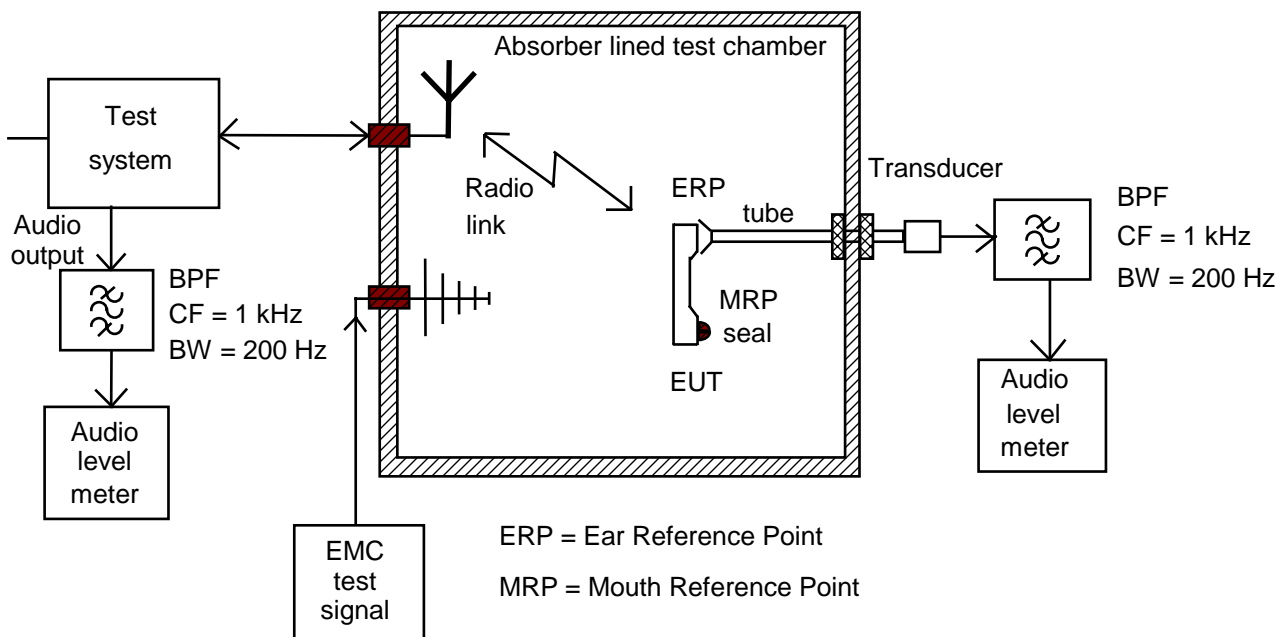 Absorber lined test chamber
Test
system
Audio
output
BPF
CF = 1 kHz
BW = 200 Hz
Audio
level
meter
Radio
link
ERP
tube
MRP
seal
EUT
Transducer
BPF
CF = 1 kHz
BW = 200 Hz
Audio
level
meter
EMC
test
signal
ERP = Ear Reference Point
MRP = Mouth Reference Point